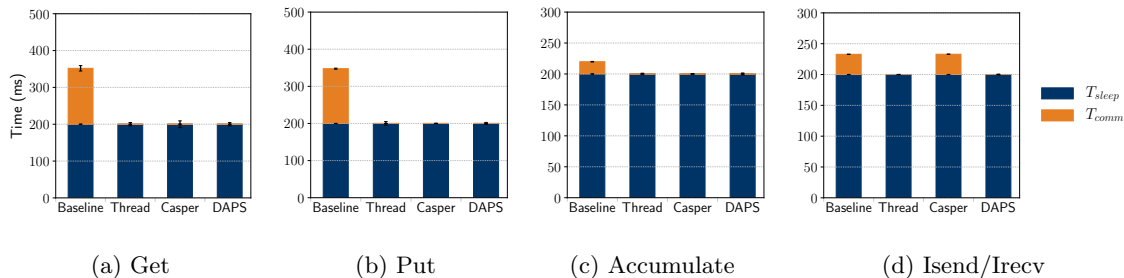 500
400
300
200
100
0
Time (ms)
Baseline Thread Casper DAPS
(a) Get
500
400
300
200
100
0
Baseline Thread Casper DAPS
(b) Put
300
250
200
150
100
50
0
Baseline Thread Casper DAPS
(c) Accumulate
300
250
200
150
100
50
0
Baseline Thread Casper DAPS
(d) Isend/Irecv
T_sleep
T_comm